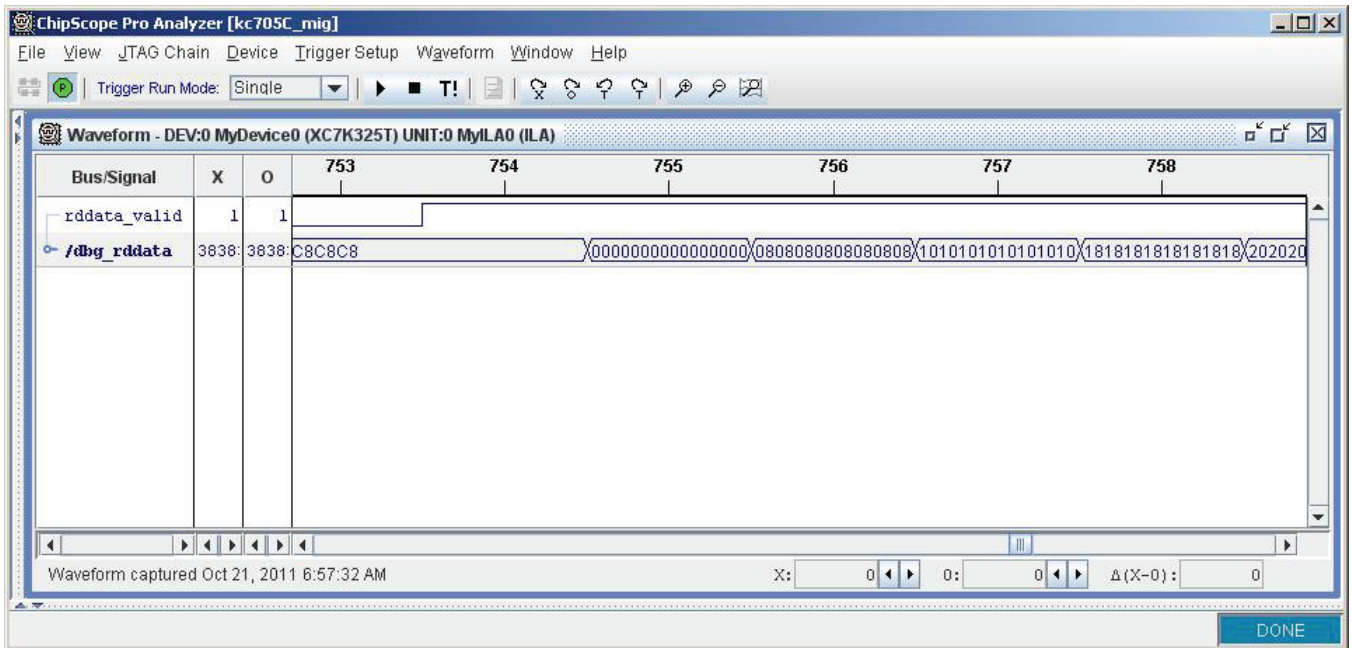 ChipScope Pro Analyzer [kc705C_mig]
File View JTAG Chain Device Trigger Setup Waveform Window Help
P Trigger Run Mode: Single T!
Waveform - DEV:0 MyDevice0 (XC7K325T) UNIT:0 MyILA0 (ILA)
Bus/Signal X O 753 754 755 756 757 758
rddata_valid 1 1
/dbg_rddata 3838 3838 C8C8C8 0000000000000000 0808080808080808 1010101010101010 1818181818181818 202020
Waveform captured Oct 21, 2011 6:57:32 AM X: 0 O: 0 Δ(X-O): 0
DONE